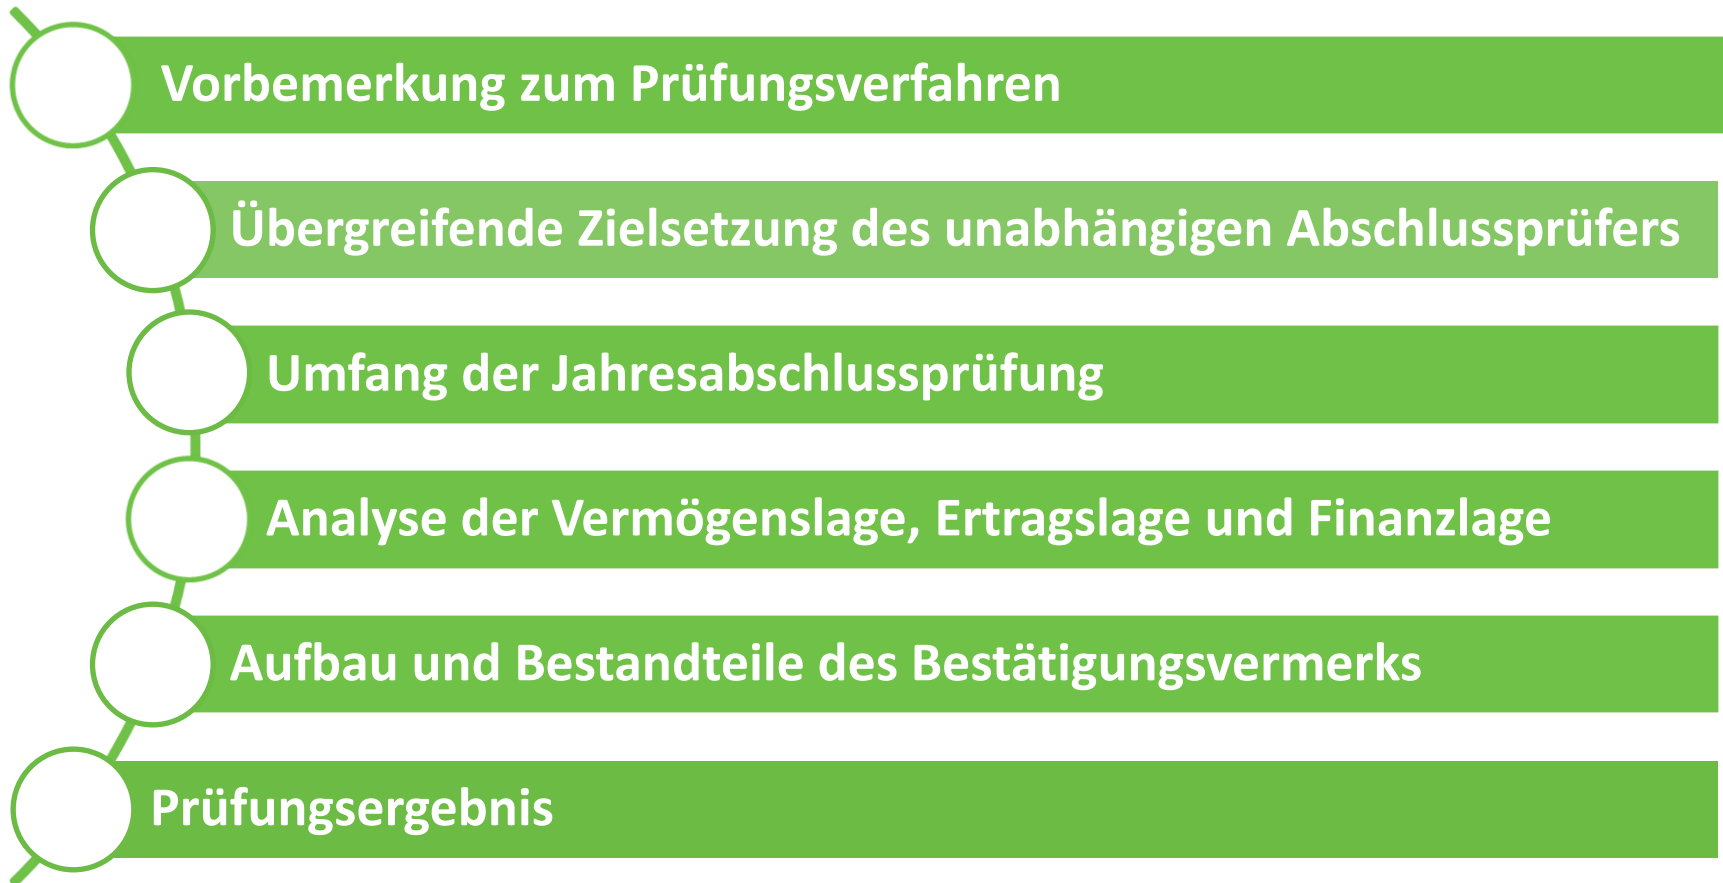 Vorbemerkung zum Prüfungsverfahren
Übergreifende Zielsetzung des unabhängigen Abschlussprüfers
Umfang der Jahresabschlussprüfung
Analyse der Vermögenslage, Ertragslage und Finanzlage
Aufbau und Bestandteile des Bestätigungsvermerks
Prüfungsergebnis